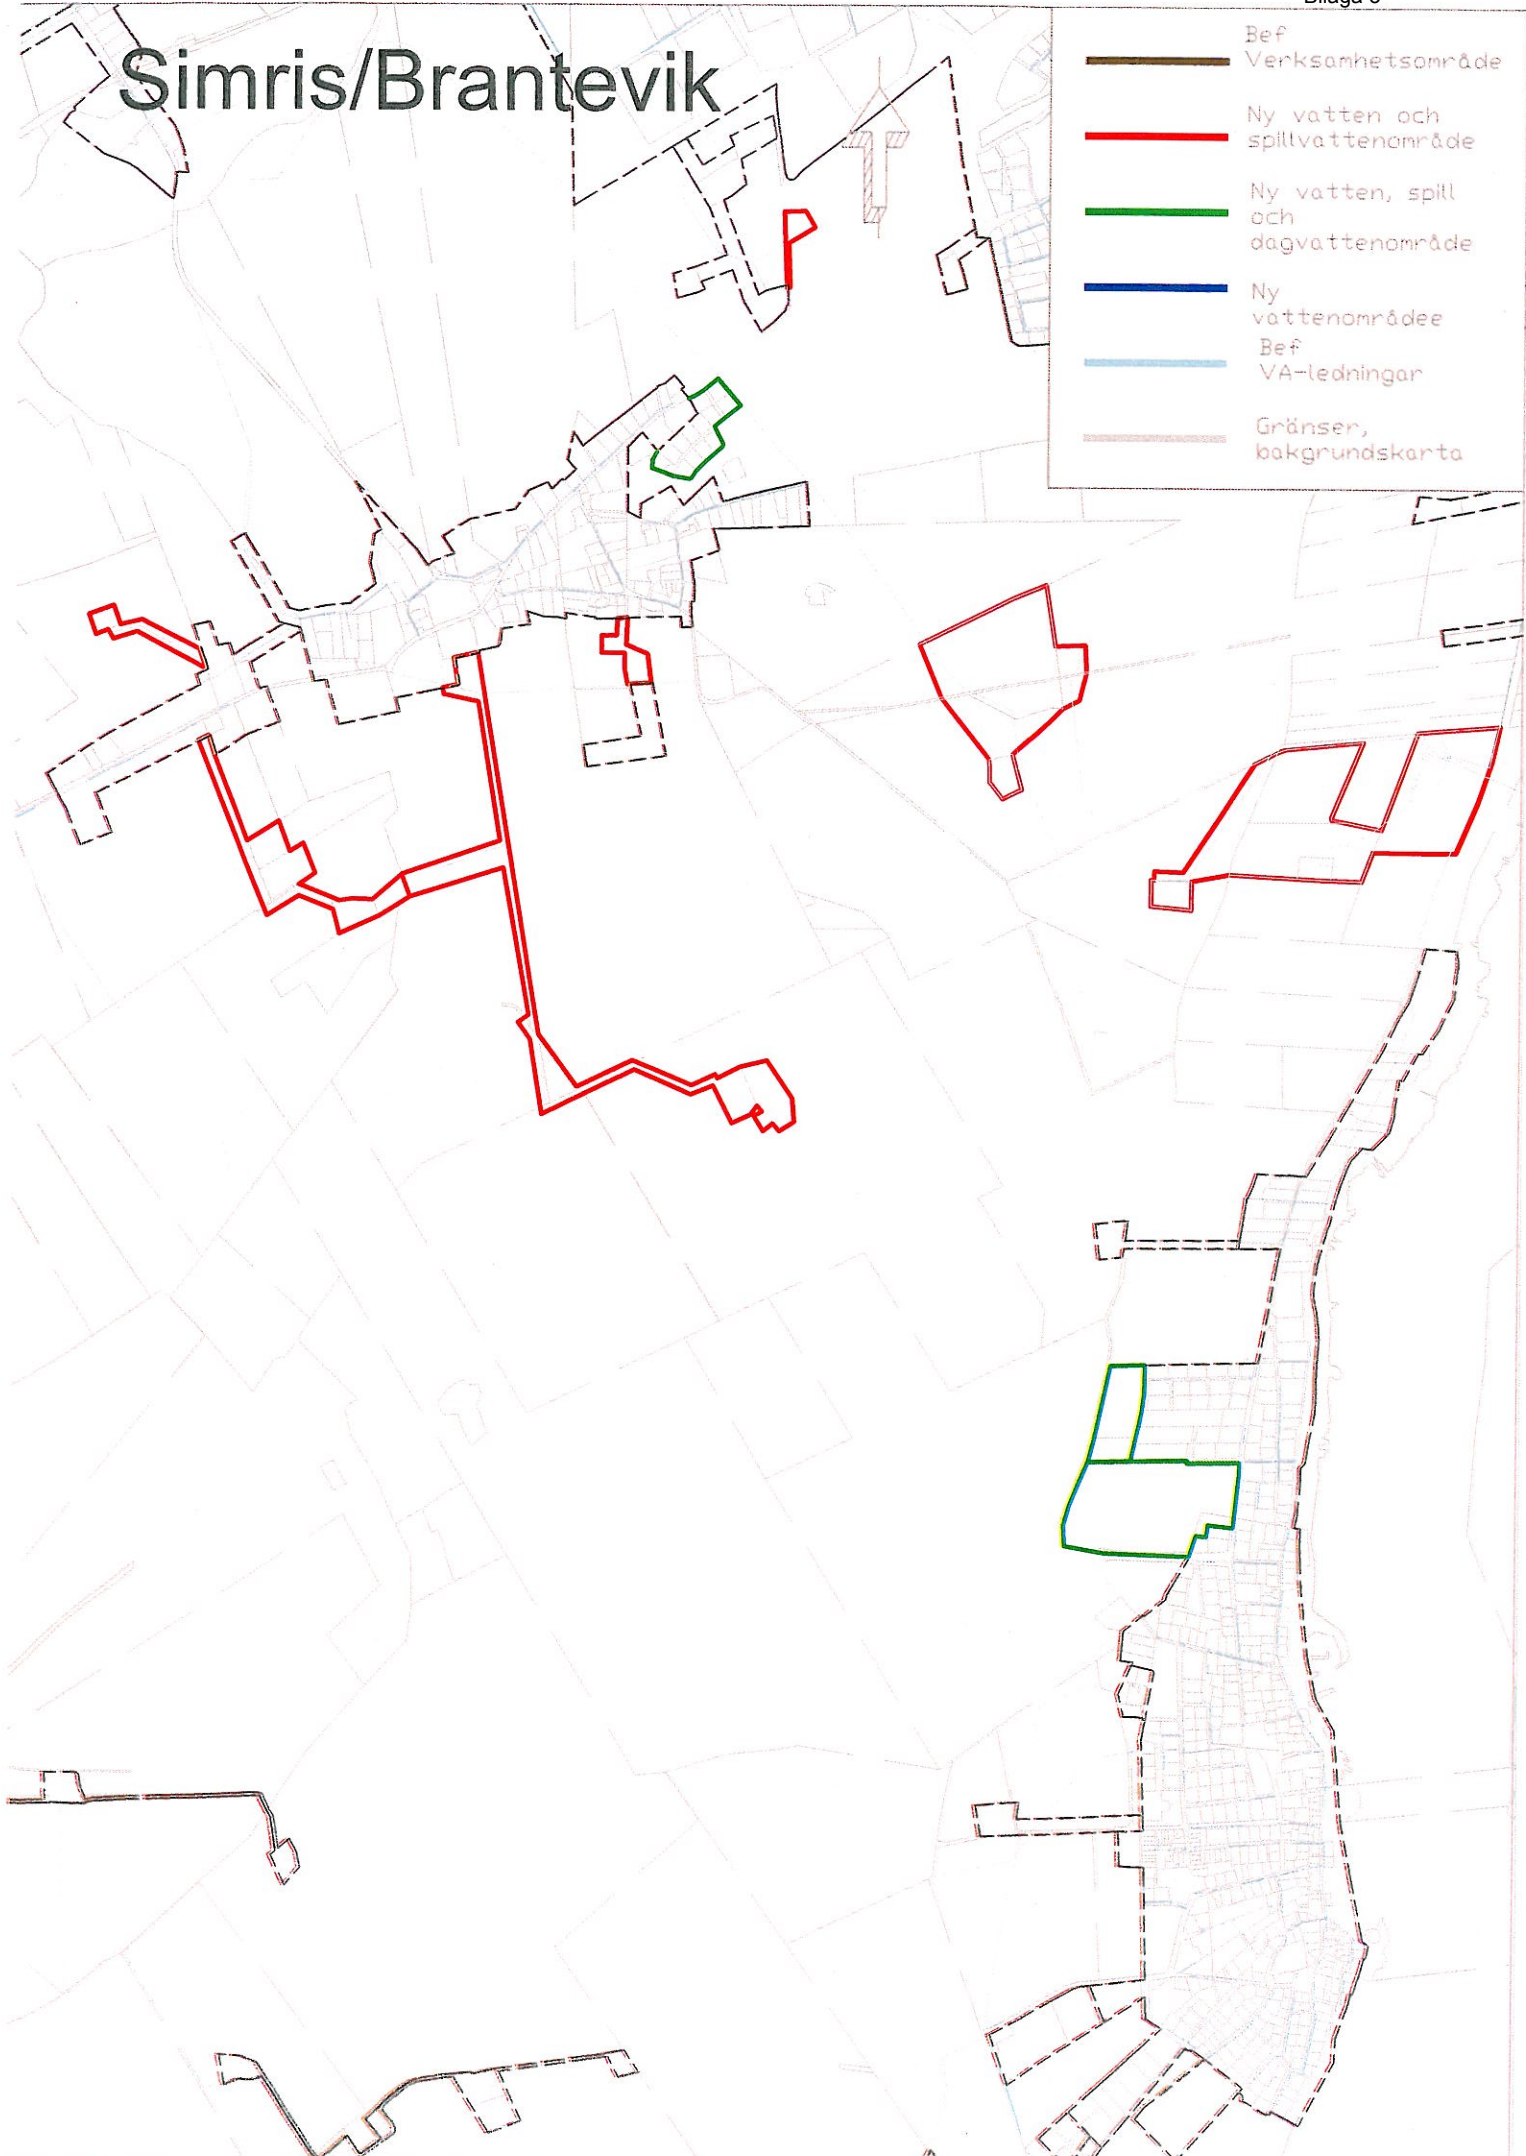 Simris/Brantevik
Bef
Verksamhetsområde
Ny vatten och
spillvattenområde
Ny vatten, spill
och
dagvattenområde
Ny
vattenområdee
Bef
VA-ledningar
Gränser,
bakgrundskarta